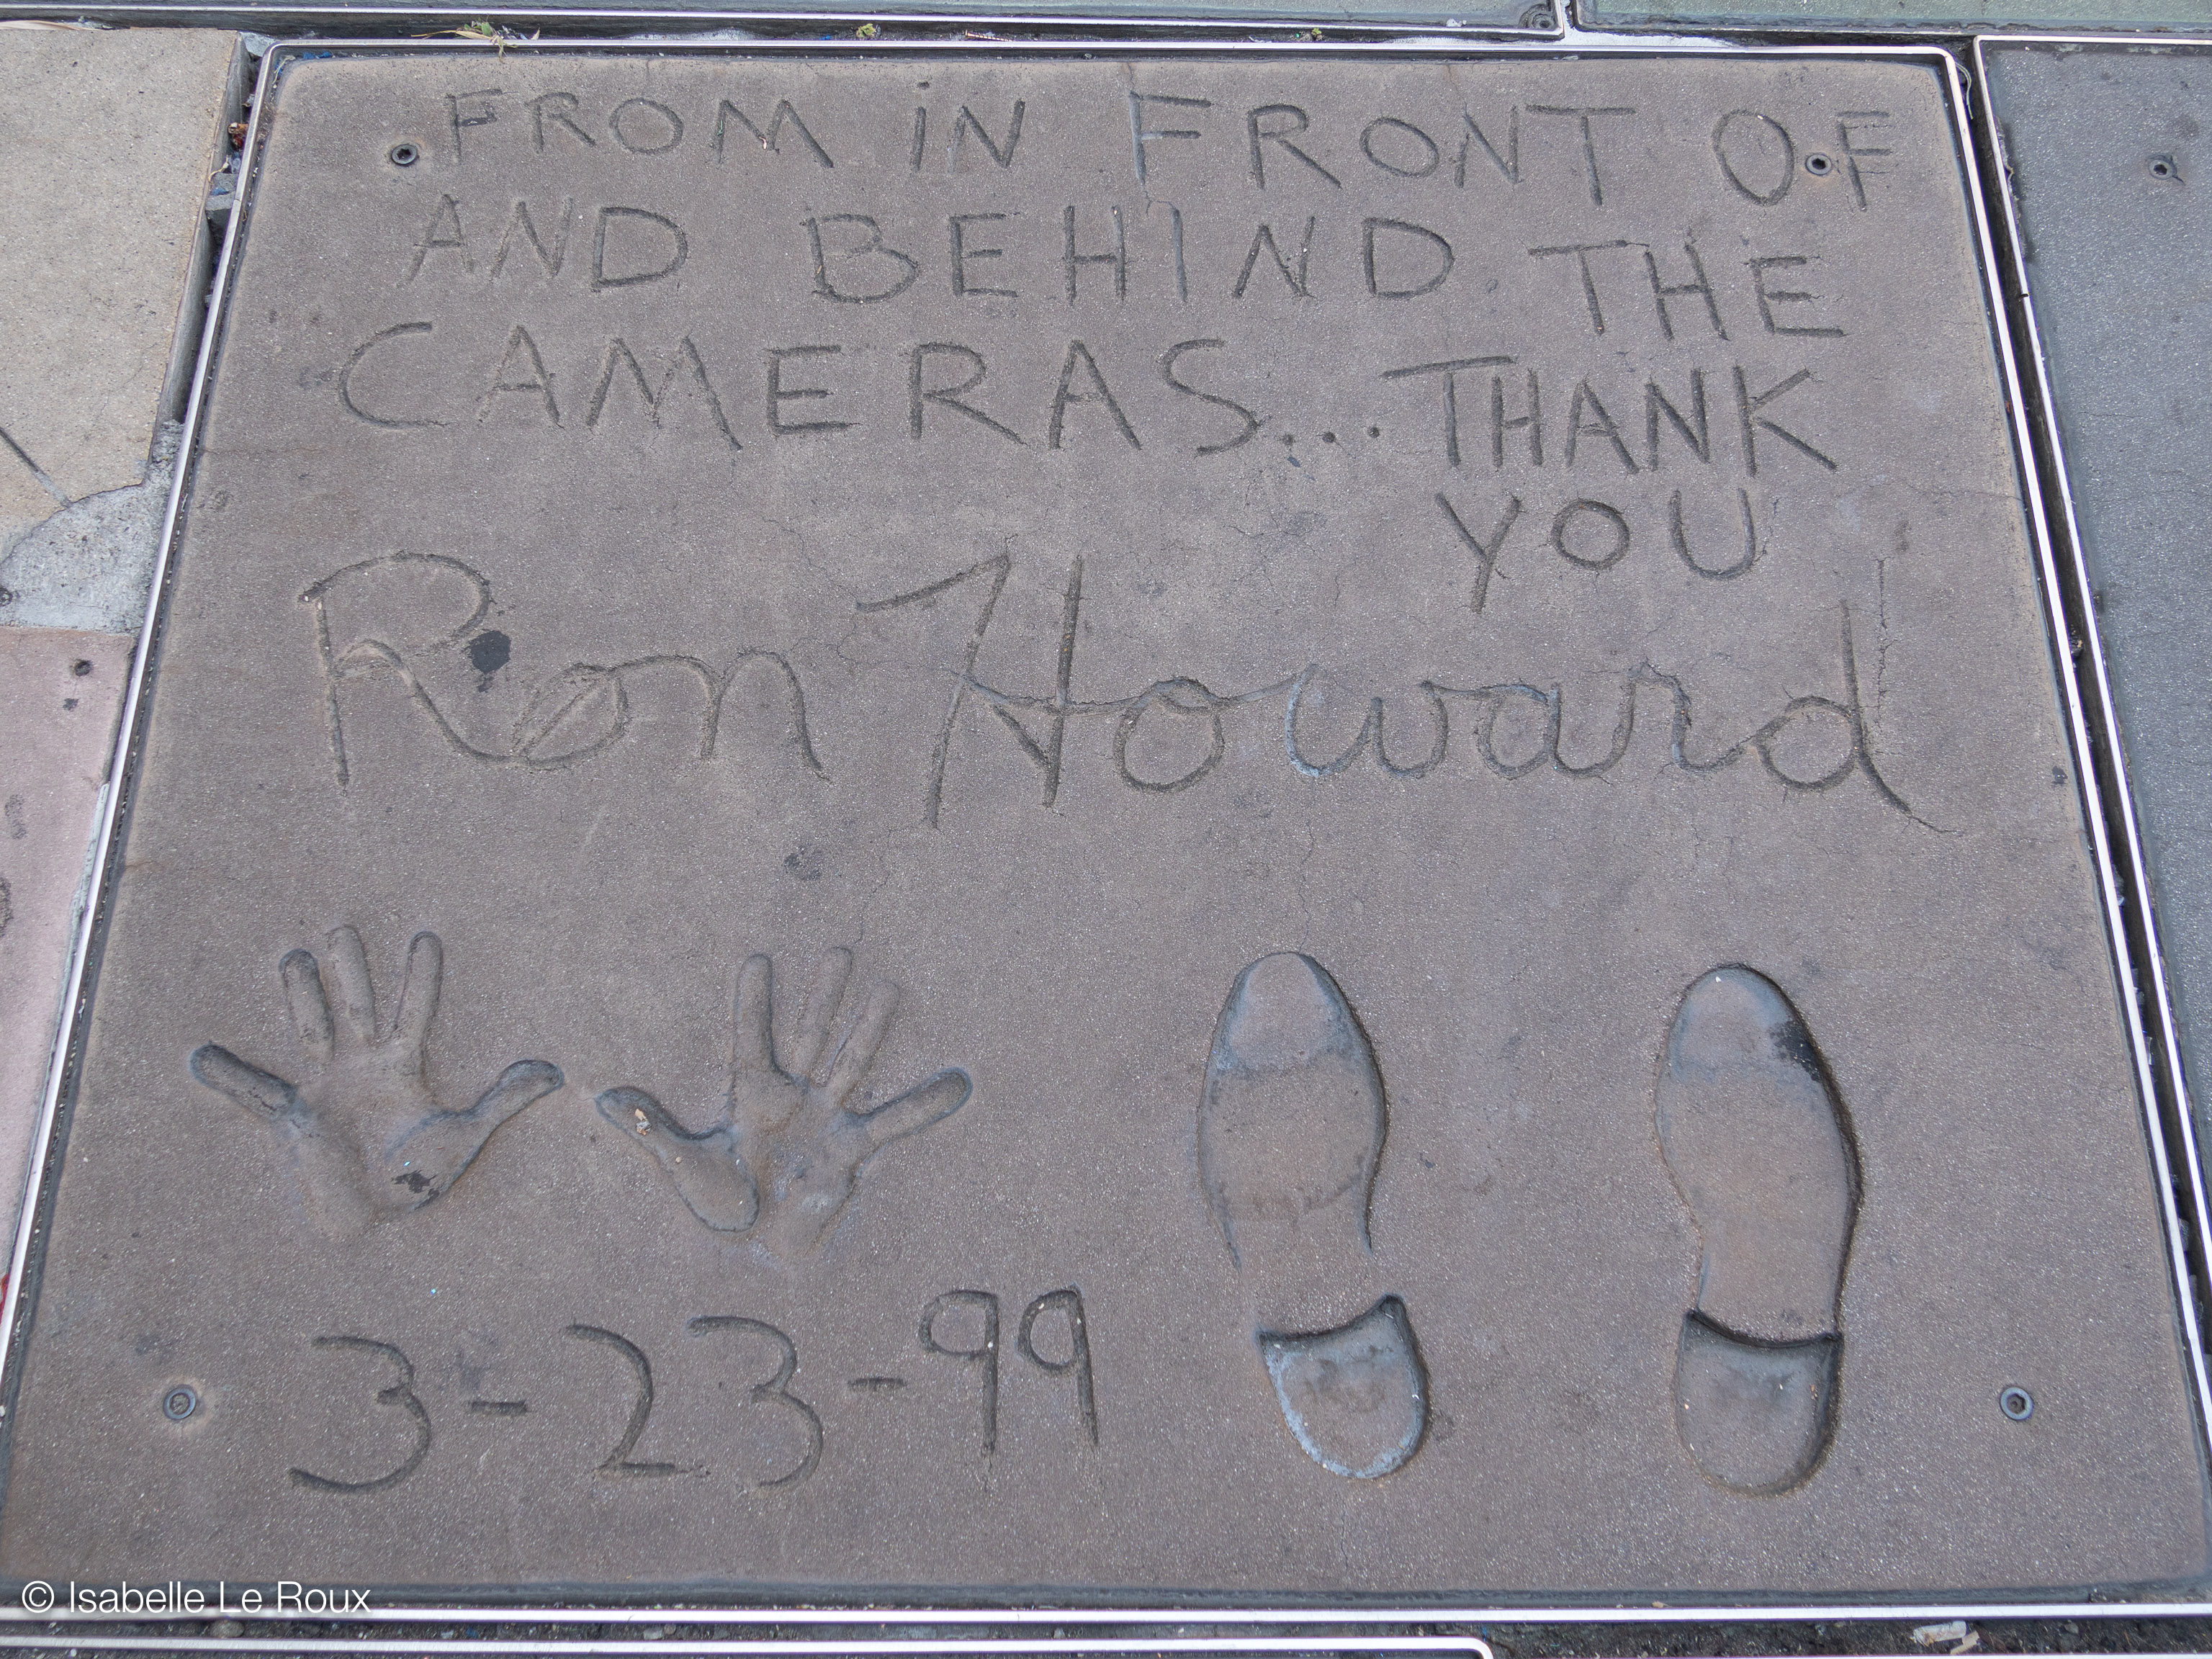 FROM iN FRONT OF
AND BEHIND THE
CAMERAS... THANK
YOU
Ron Howard
3-23-99
© Isabelle Le Roux